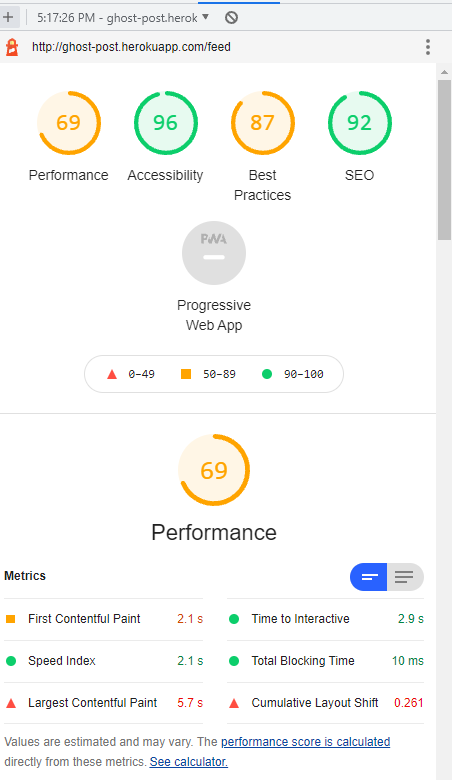 5:17:26 PM - ghost-post.herok
http://ghost-post.herokuapp.com/feed
69 96 87 92
Performance Accessibility Best Practices SEO
PWA
Progressive
Web App
0–49 50–89 90–100
69
Performance
Metrics
First Contentful Paint 2.1 s Time to Interactive 2.9 s
Speed Index 2.1 s Total Blocking Time 10 ms
Largest Contentful Paint 5.7 s Cumulative Layout Shift 0.261
Values are estimated and may vary. The performance score is calculated
directly from these metrics. See calculator.